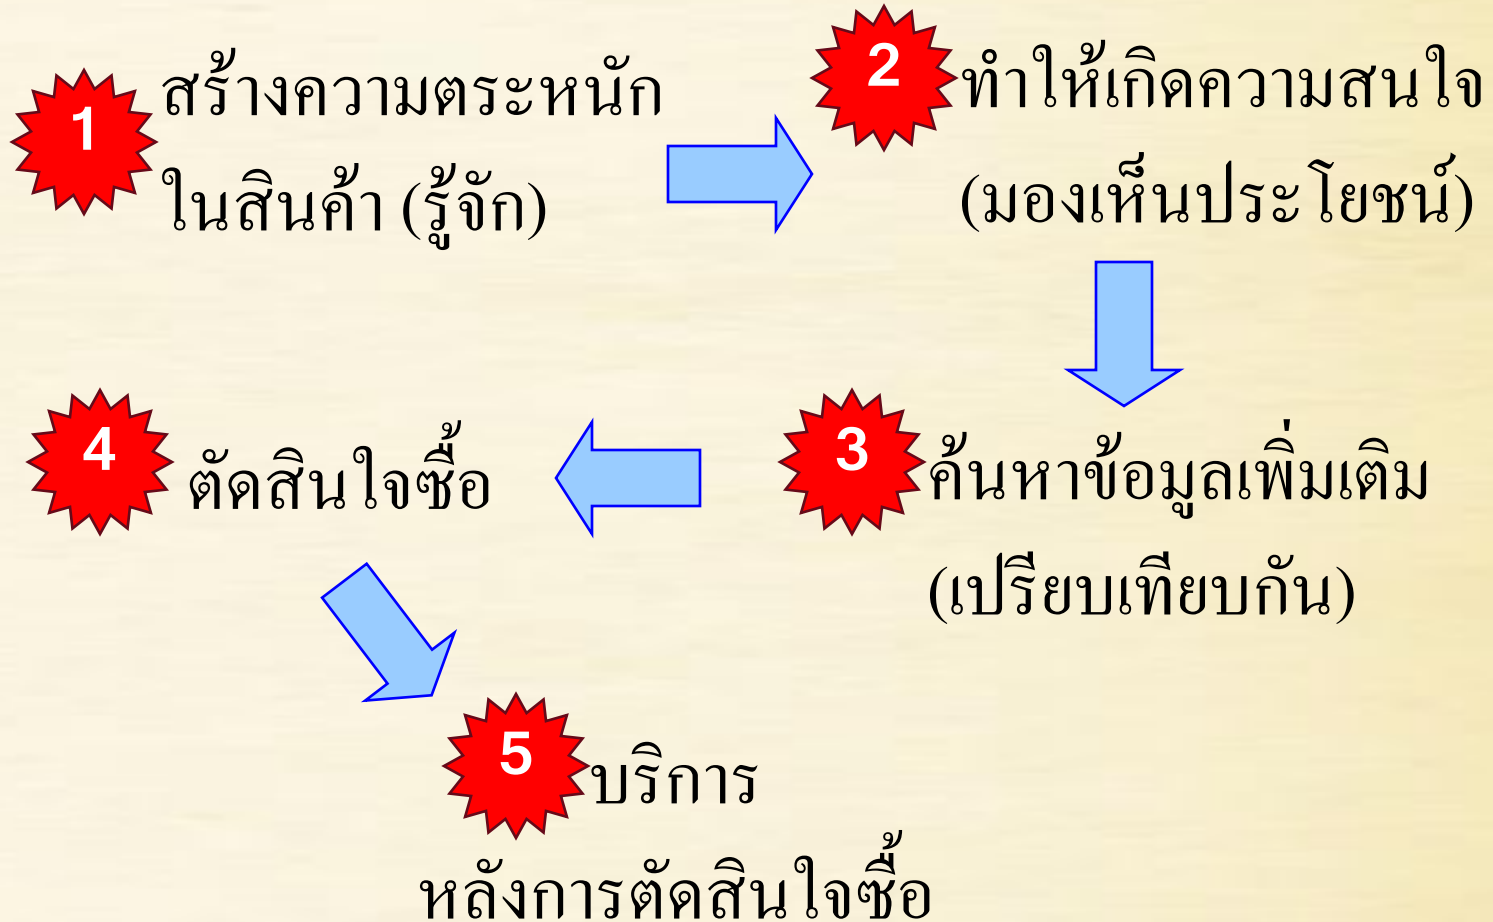 1
สร้างความตระหนัก
ในสินค้า (รู้จัก)
2
ทำให้เกิดความสนใจ
(มองเห็นประโยชน์)
3
ค้นหาข้อมูลเพิ่มเติม
(เปรียบเทียบกัน)
4
ตัดสินใจซื้อ
5
บริการ
หลังการตัดสินใจซื้อ